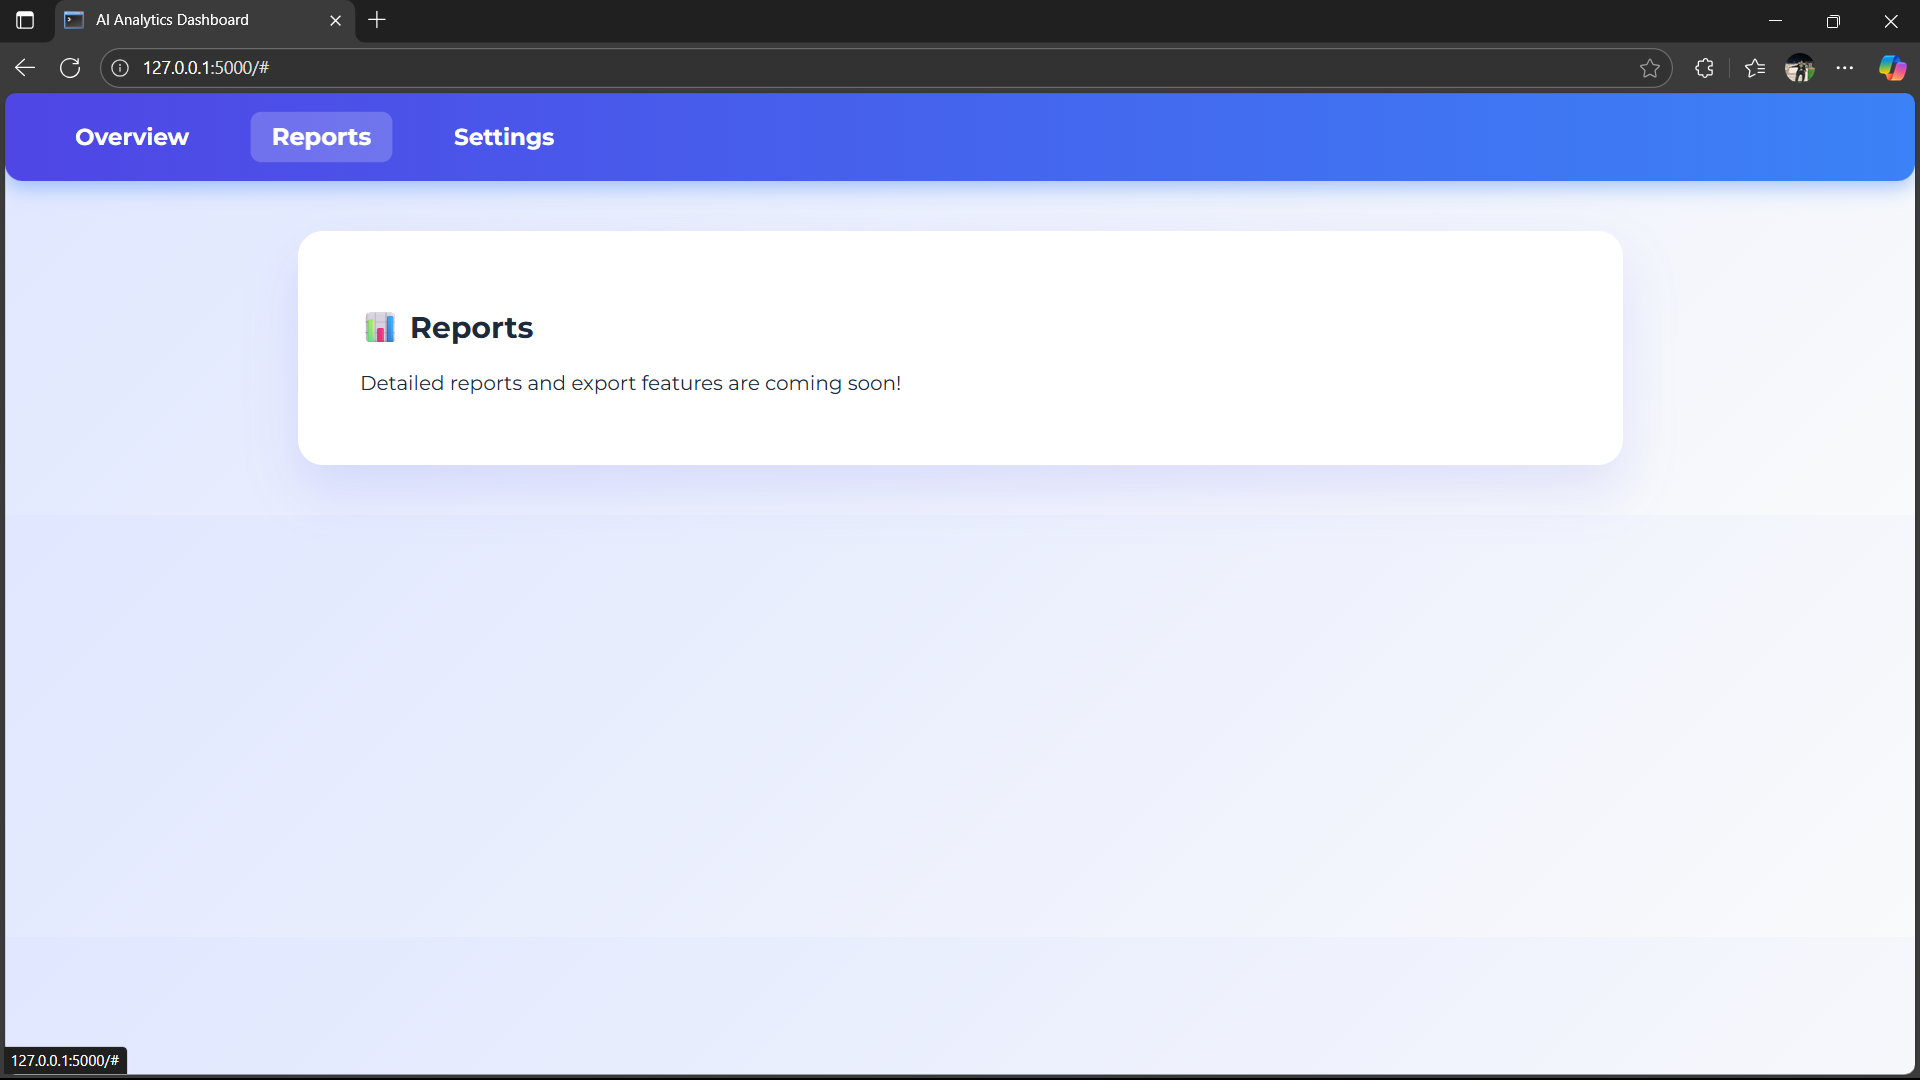 AI Analytics Dashboard
127.0.0.1:5000/#
Overview
Reports
Settings
Reports
Detailed reports and export features are coming soon!
127.0.0.1:5000/#